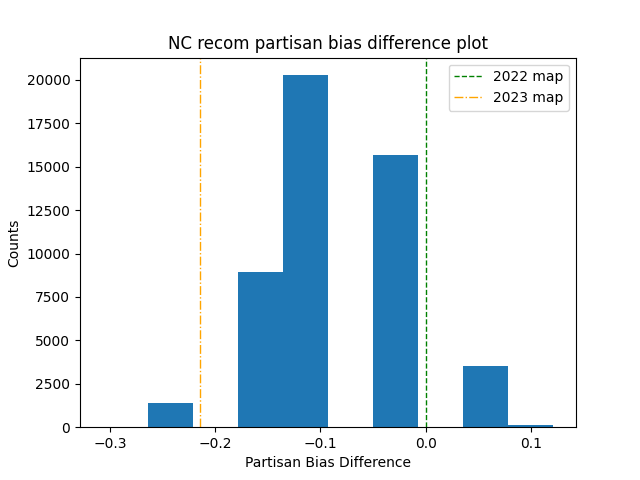 NC recom partisan bias difference plot
2022 map
2023 map
20000
17500
15000
12500
10000
7500
5000
2500
0
Counts
−0.3
−0.2
−0.1
0.0
0.1
Partisan Bias Difference